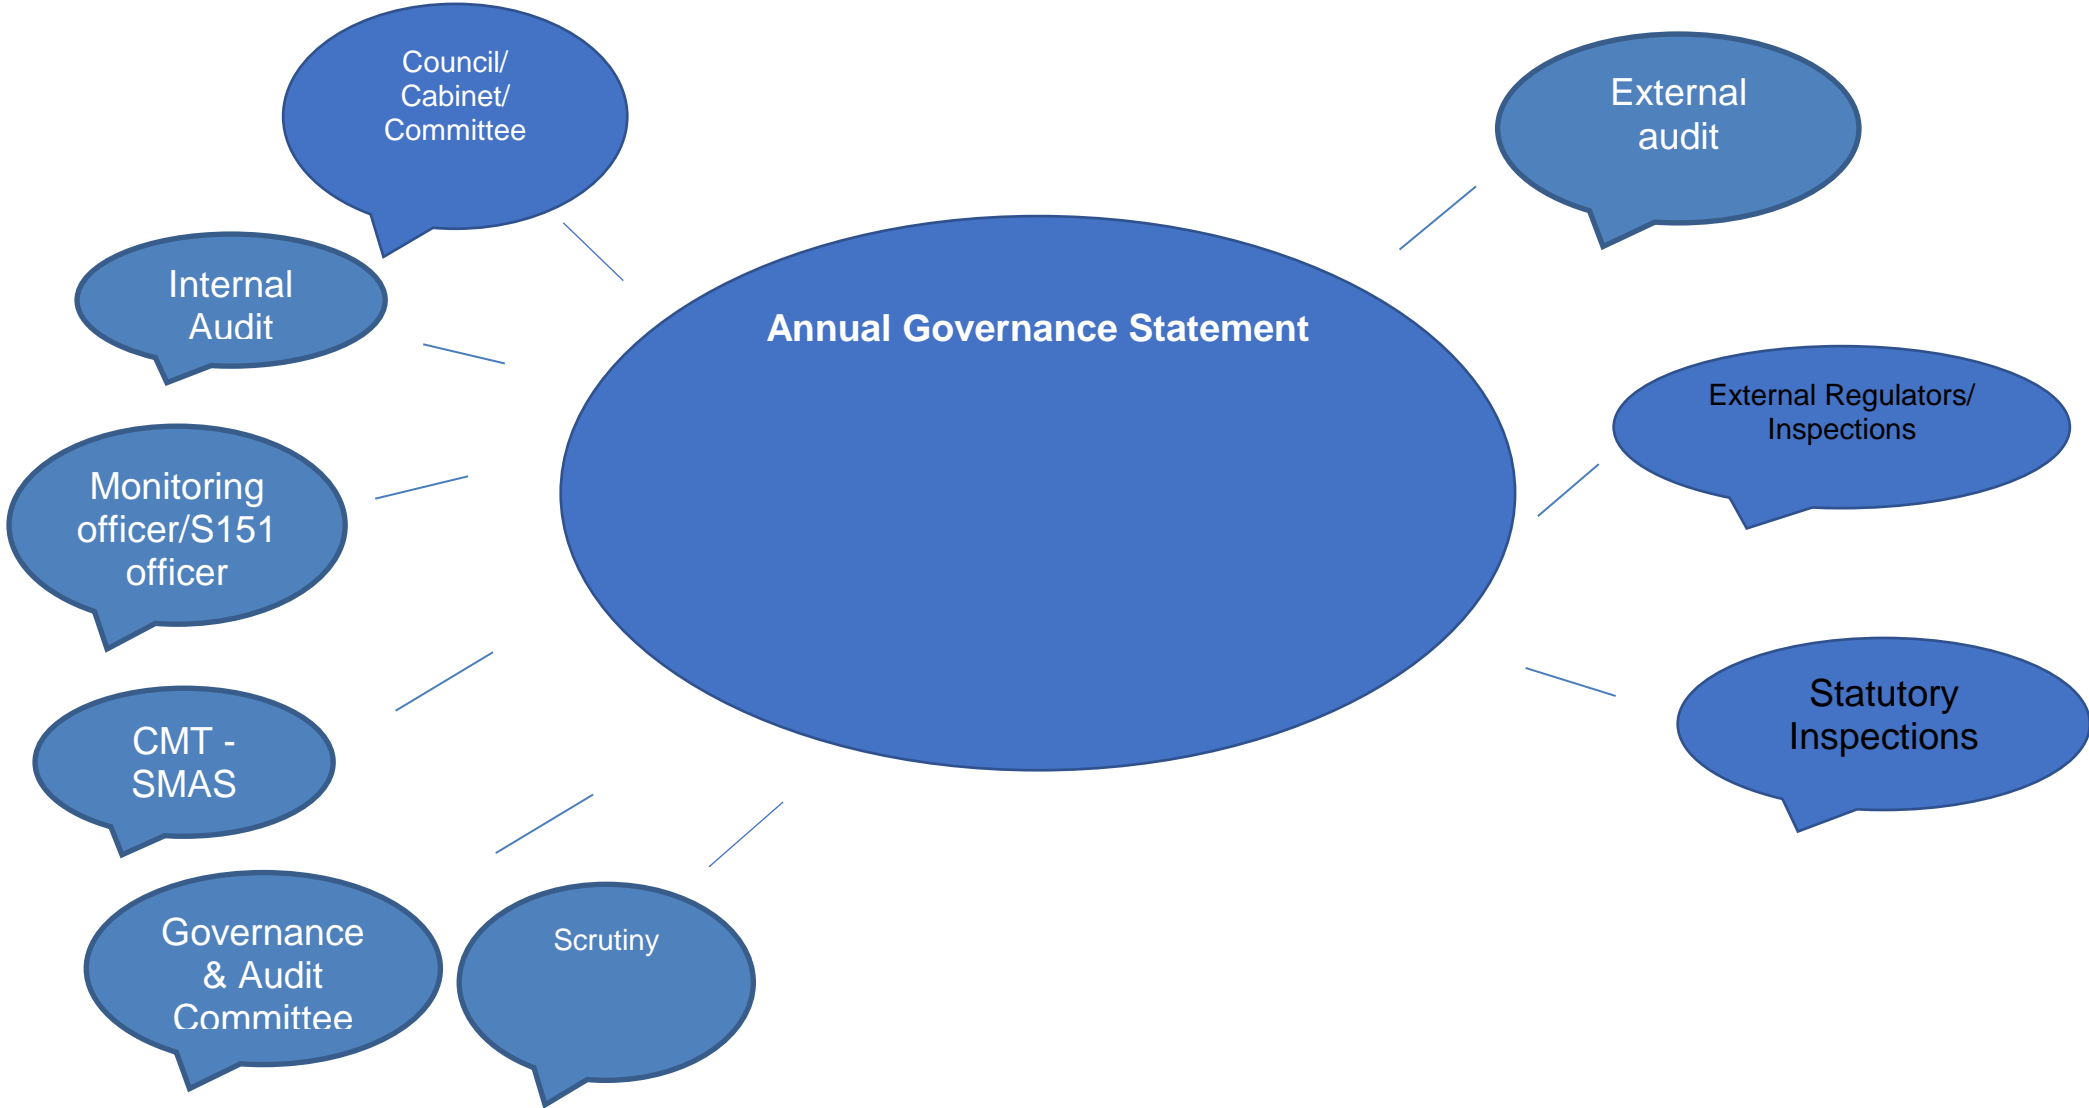 Council/
Cabinet/
Committee
External
audit
Internal
Audit
Annual Governance Statement
External Regulators/
Inspections
Monitoring
officer/S151
officer
Statutory
Inspections
CMT -
SMAS
Governance
& Audit
Committee
Scrutiny